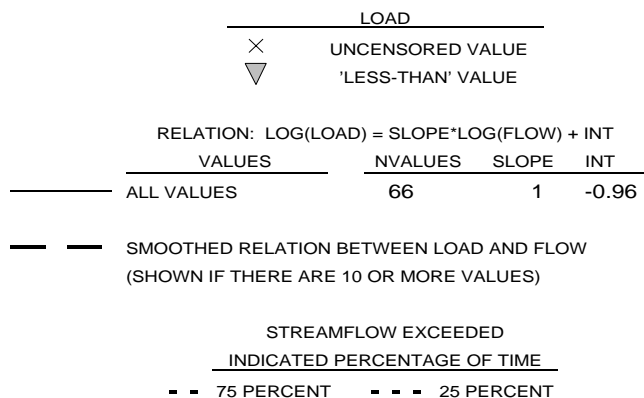 LOAD
UNCENSORED VALUE
'LESS-THAN' VALUE
RELATION: LOG(LOAD) = SLOPE*LOG(FLOW) + INT
VALUES NVALUES SLOPE INT
ALL VALUES 66 1 -0.96
SMOOTHED RELATION BETWEEN LOAD AND FLOW
(SHOWN IF THERE ARE 10 OR MORE VALUES)
STREAMFLOW EXCEEDED
INDICATED PERCENTAGE OF TIME
75 PERCENT 25 PERCENT